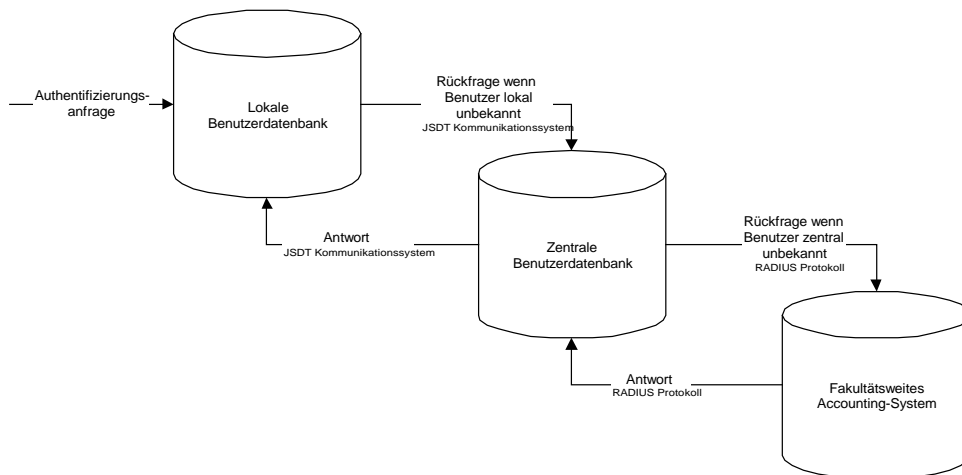 Authentifizierungs-
anfrage
Lokale
Benutzerdatenbank
Rückfrage wenn
Benutzer lokal
unbekannt
JSDT Kommunikationssystem
Antwort
JSDT Kommunikationssystem
Zentrale
Benutzerdatenbank
Rückfrage wenn
Benutzer zentral
unbekannt
RADIUS Protokoll
Antwort
RADIUS Protokoll
Fakultätsweites
Accounting-System